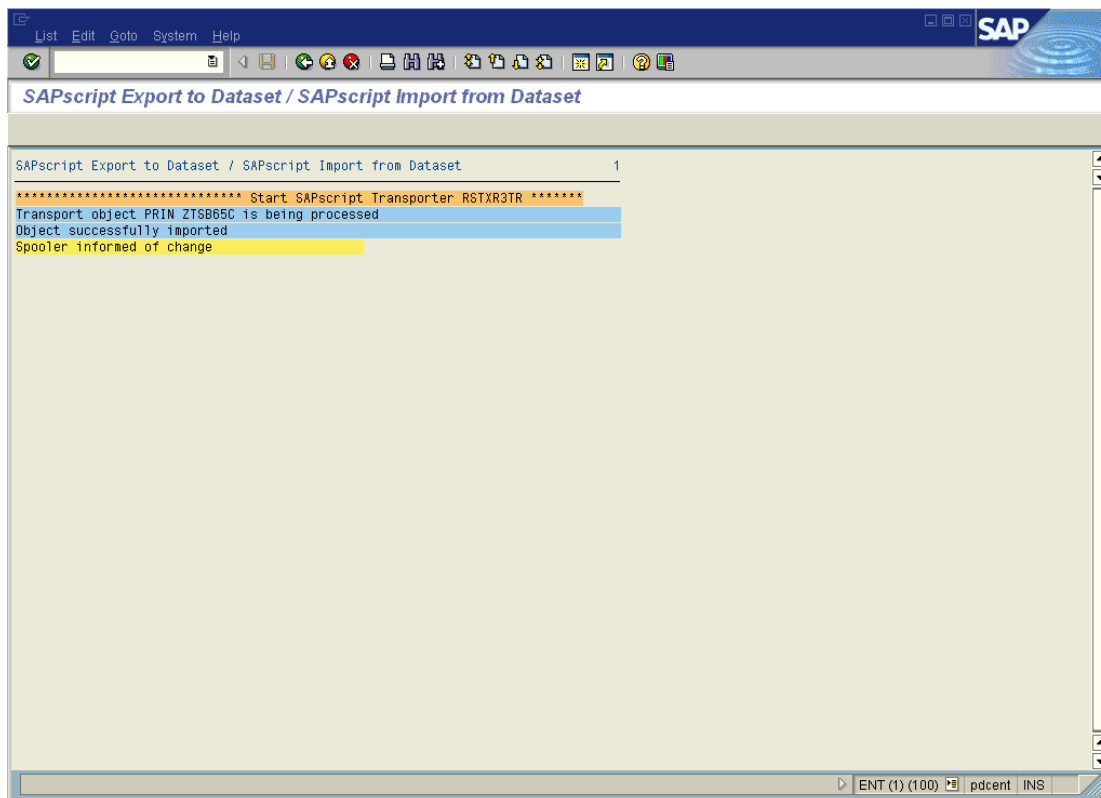 List Edit Goto System Help
SAP
SAPscript Export to Dataset / SAPscript Import from Dataset
SAPscript Export to Dataset / SAPscript Import from Dataset 1
****************************** Start SAPscript Transporter RSTXR3TR *******
Transport object PRIN ZTSB65C is being processed
Object successfully imported
Spooler informed of change
ENT (1) (100) pdcent INS